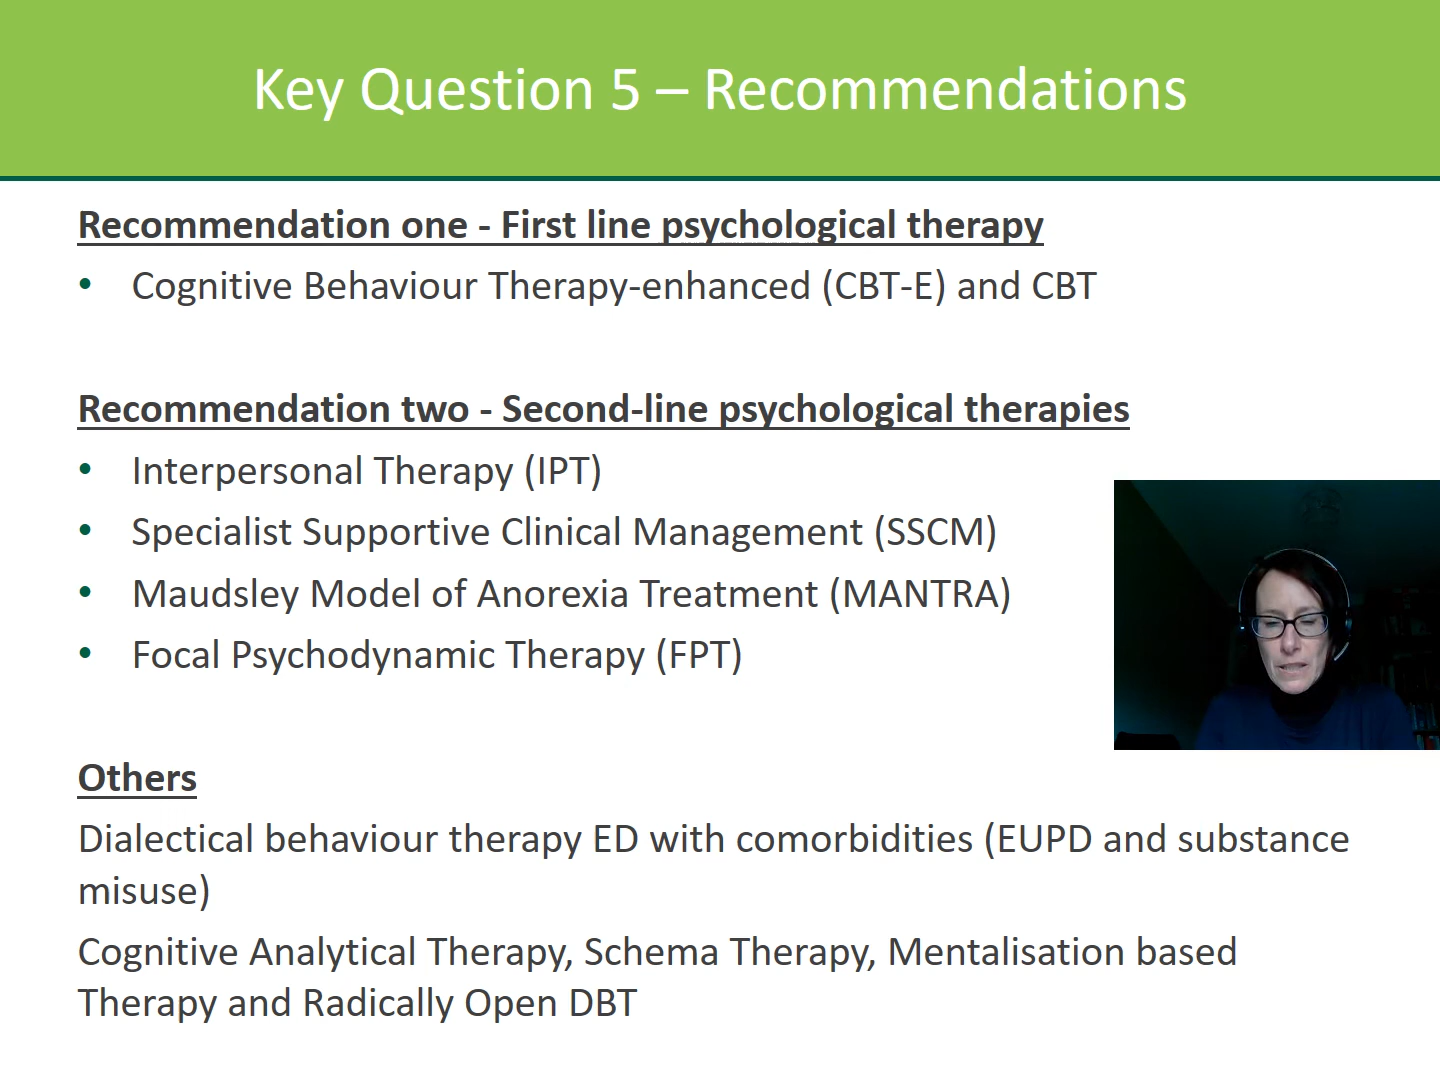 Key Question 5 – Recommendations
Recommendation one - First line psychological therapy
• Cognitive Behaviour Therapy-enhanced (CBT-E) and CBT
Recommendation two - Second-line psychological therapies
• Interpersonal Therapy (IPT)
• Specialist Supportive Clinical Management (SSCM)
• Maudsley Model of Anorexia Treatment (MANTRA)
• Focal Psychodynamic Therapy (FPT)
Others
Dialectical behaviour therapy ED with comorbidities (EUPD and substance
misuse)
Cognitive Analytical Therapy, Schema Therapy, Mentalisation based
Therapy and Radically Open DBT